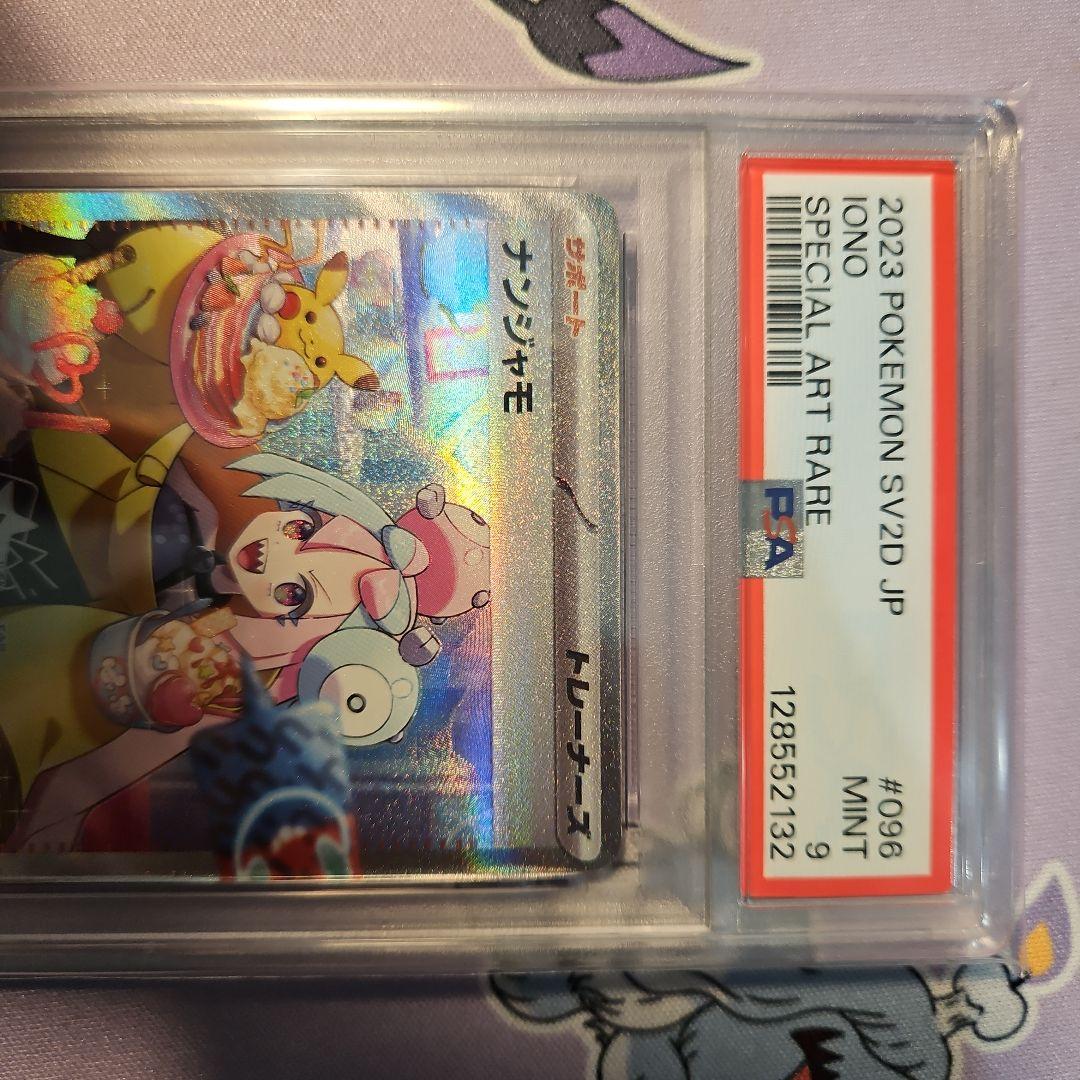 2023 POKEMON SV2D JP #096
IONO MINT
SPECIAL ART RARE 9
PSA 128552132
サポート トレーナーズ
ナンジャモ